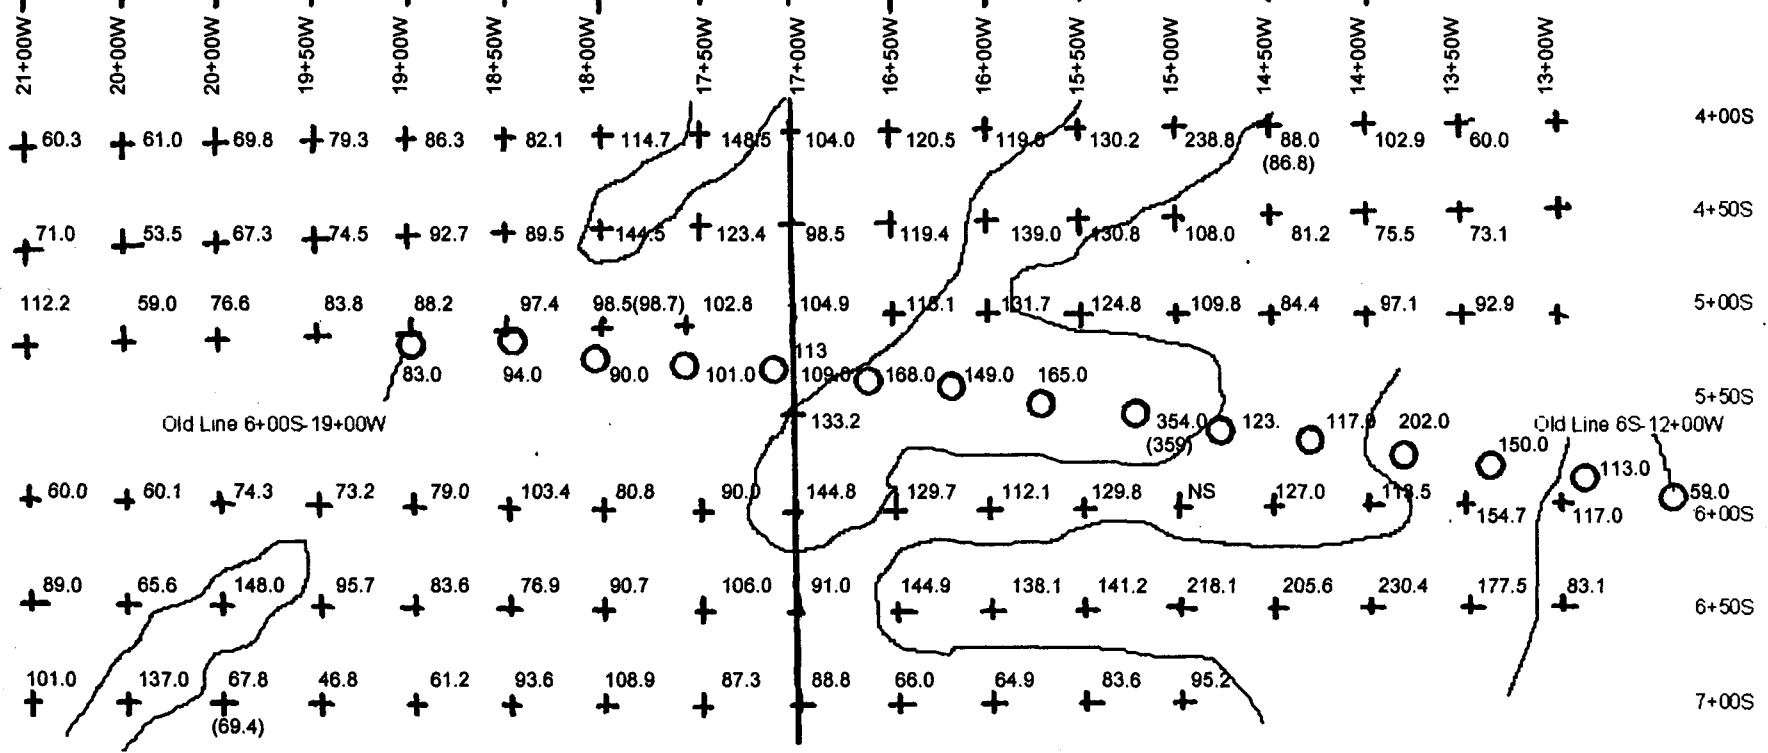 21+00W 20+00W 20+00W 19+50W 19+00W 18+50W 18+00W 17+50W 17+00W 16+50W 16+00W 15+50W 15+00W 14+50W 14+00W 13+50W 13+00W
60.3 61.0 69.8 79.3 86.3 82.1 114.7 148.5 104.0 120.5 130.2 238.8 88.0 102.9 60.0 4+00S
(86.8)
71.0 53.5 67.3 74.5 92.7 89.5 144.5 123.4 98.5 119.4 139.0 130.8 108.0 81.2 75.5 73.1 4+50S
112.2 59.0 76.6 83.8 88.2 97.4 98.5(98.7) 102.8 104.9 131.7 124.8 109.8 84.4 97.1 92.9 5+00S
113
83.0 94.0 90.0 101.0 168.0 149.0 165.0 5+50S
Old Line 6+00S-19+00W 133.2 354.0 123. 117.0 202.0 Old Line 6S-12+00W
(359) 150.0
113.0
60.0 60.1 74.3 73.2 79.0 103.4 80.8 90.0 144.8 129.7 112.1 129.8 NS 127.0 154.7 117.0 59.0
6+00S
89.0 65.6 148.0 95.7 83.6 76.9 90.7 106.0 91.0 144.9 138.1 141.2 218.1 205.6 230.4 177.5 83.1 6+50S
101.0 137.0 67.8 46.8 61.2 93.6 108.9 87.3 88.8 66.0 64.9 83.6 95.2 7+00S
(69.4)